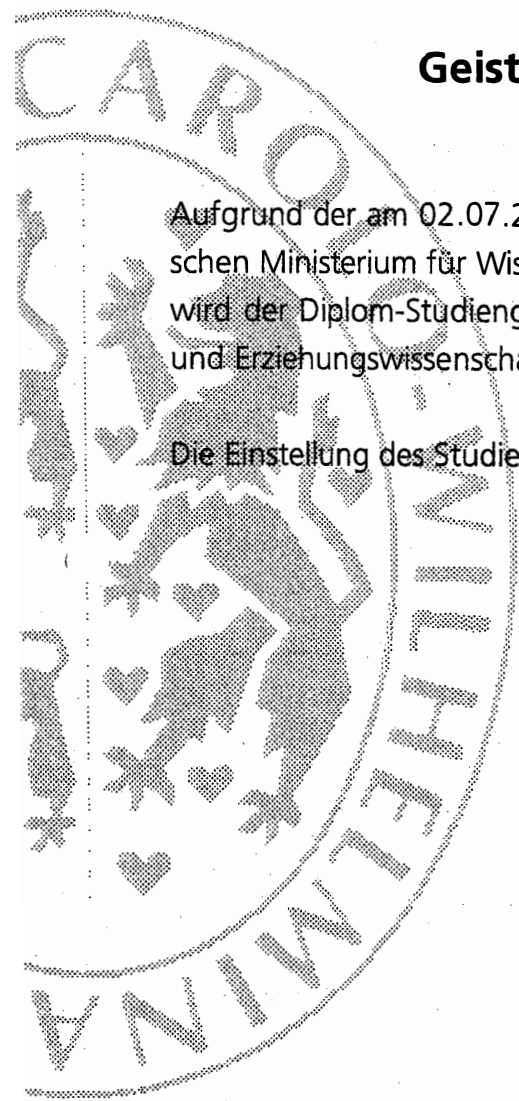 CAROLO-WILHELMINA
Geist
Aufgrund der am 02.07.2
schen Ministerium für Wis
wird der Diplom-Studieng
und Erziehungswissenscha
Die Einstellung des Studie